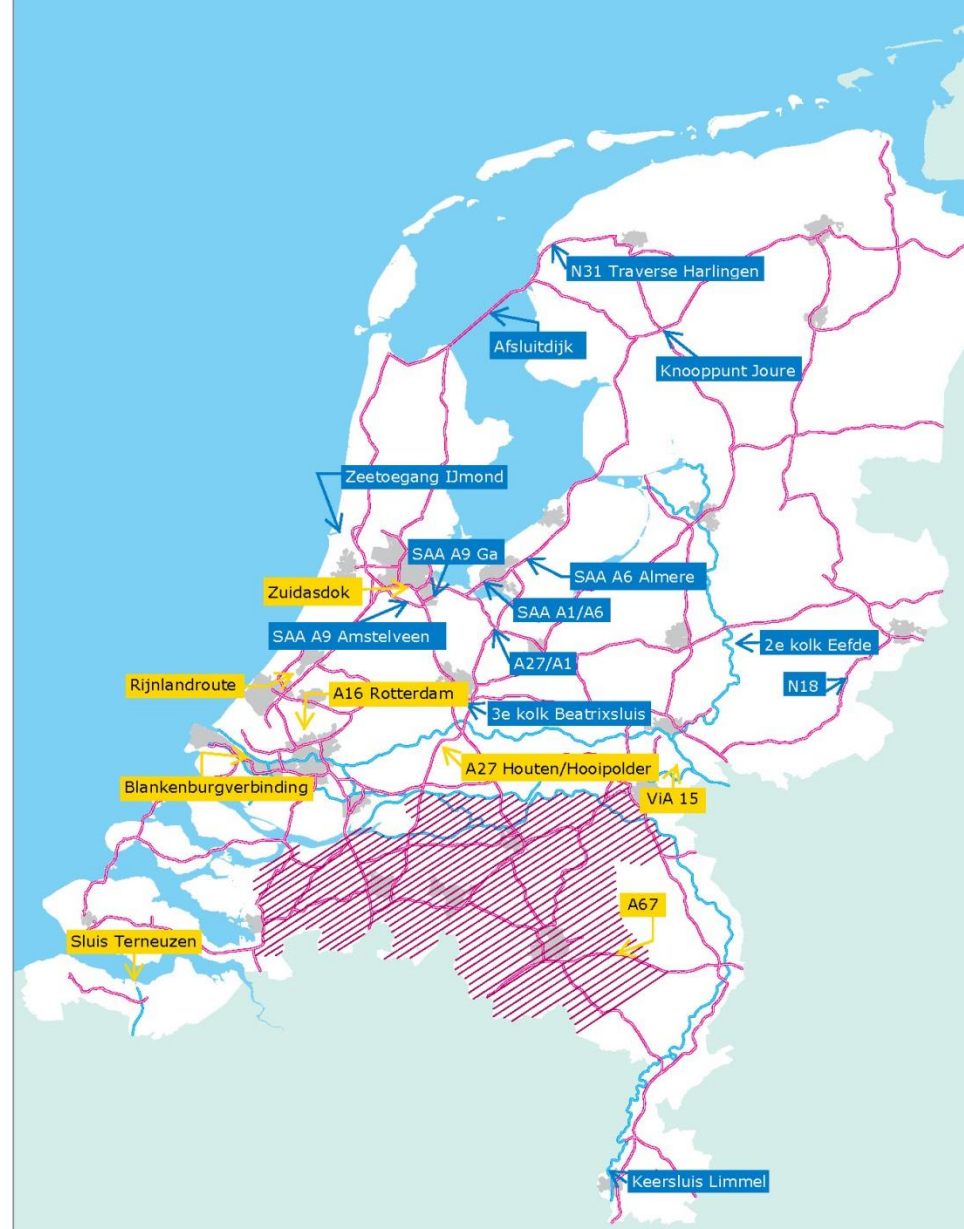 N31 Traverse Harlingen
Afsluitdijk
Knooppunt Joure
Zeetoegang IJmond
SAA A9 Ga
SAA A6 Almere
Zuidasdok
SAA A1/A6
SAA A9 Amstelveen
2e kolk Eefde
A27/A1
Rijnlandroute
N18
A16 Rotterdam
3e kolk Beatrixsluis
A27 Houten/Hooipolder
Blankenburgverbinding
ViA 15
A67
Sluis Terneuzen
Keersluis Limmel